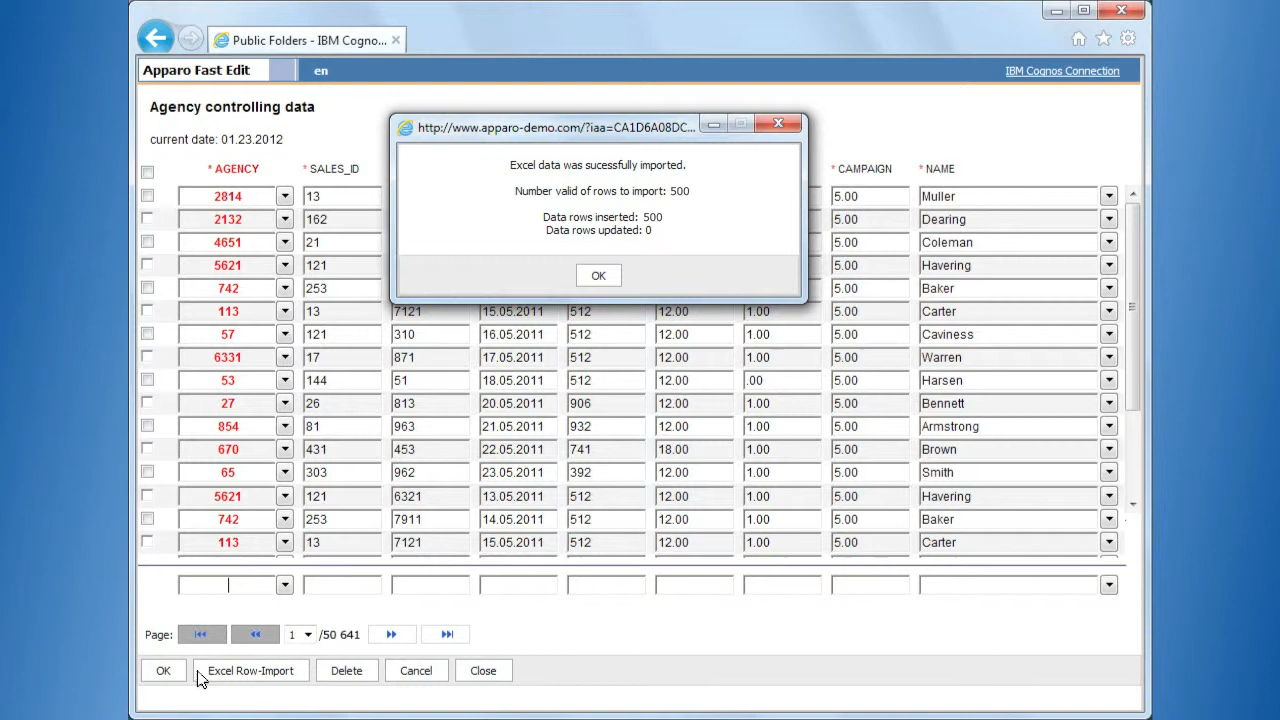 Public Folders - IBM Cogno...
Apparo Fast Edit en IBM Cognos Connection
Agency controlling data
current date: 01.23.2012
http://www.apparo-demo.com/?iaa=CA1D6A08DC...
Excel data was sucessfully imported.
Number valid of rows to import: 500
Data rows inserted: 500
Data rows updated: 0
OK
* AGENCY * SALES_ID * CAMPAIGN * NAME
2814 13 5.00 Muller
2132 162 5.00 Dearing
4651 21 5.00 Coleman
5621 121 5.00 Havering
742 253 5.00 Baker
113 13 7121 15.05.2011 512 12.00 1.00 5.00 Carter
57 121 310 16.05.2011 512 12.00 1.00 5.00 Caviness
6331 17 871 17.05.2011 512 12.00 1.00 5.00 Warren
53 144 51 18.05.2011 512 12.00 .00 5.00 Harsen
27 26 813 20.05.2011 906 12.00 1.00 5.00 Bennett
854 81 963 21.05.2011 932 12.00 1.00 5.00 Armstrong
670 431 453 22.05.2011 741 18.00 1.00 5.00 Brown
65 303 962 23.05.2011 392 12.00 1.00 5.00 Smith
5621 121 6321 13.05.2011 512 12.00 1.00 5.00 Havering
742 253 7911 14.05.2011 512 12.00 1.00 5.00 Baker
113 13 7121 15.05.2011 512 12.00 1.00 5.00 Carter
Page: 1 /50 641
OK Excel Row-Import Delete Cancel Close